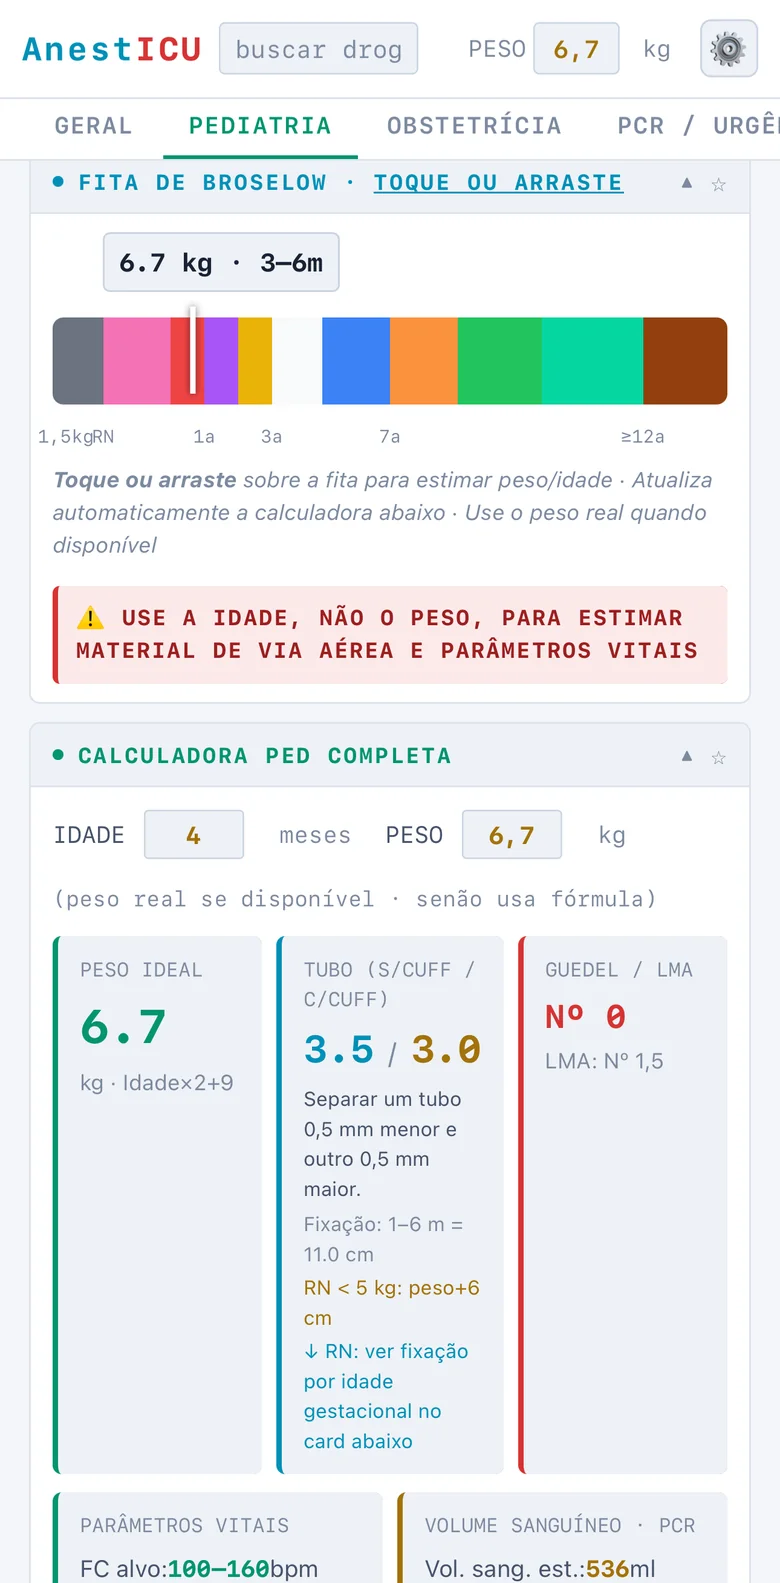 AnestICU buscar drog PESO 6,7 kg
GERAL PEDIATRIA OBSTETRÍCIA PCR / URGÊ
FITA DE BROSELOW · TOQUE OU ARRASTE
6.7 kg · 3–6m
1,5kgRN 1a 3a 7a ≥12a
Toque ou arraste sobre a fita para estimar peso/idade · Atualiza
automaticamente a calculadora abaixo · Use o peso real quando
disponível
⚠️ USE A IDADE, NÃO O PESO, PARA ESTIMAR
MATERIAL DE VIA AÉREA E PARÂMETROS VITAIS
CALCULADORA PED COMPLETA
IDADE 4 meses PESO 6,7 kg
(peso real se disponível · senão usa fórmula)
PESO IDEAL
6.7
kg · Idade×2+9
TUBO (S/CUFF /
C/CUFF)
3.5 / 3.0
Separar um tubo
0,5 mm menor e
outro 0,5 mm
maior.
Fixação: 1–6 m =
11.0 cm
RN < 5 kg: peso+6
cm
↓ RN: ver fixação
por idade
gestacional no
card abaixo
GUEDEL / LMA
Nº 0
LMA: Nº 1,5
PARÂMETROS VITAIS
FC alvo:100–160bpm
VOLUME SANGUÍNEO · PCR
Vol. sang. est.:536ml